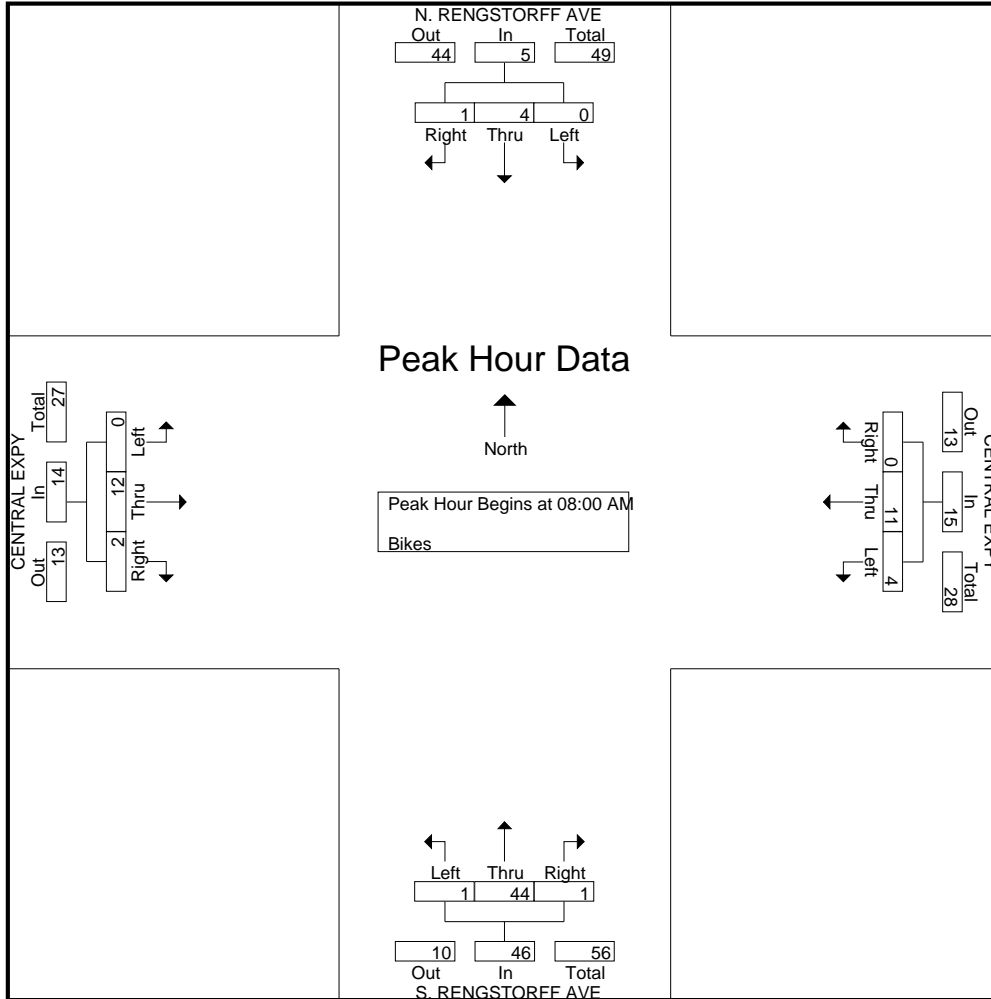 N. RENGSTORFF AVE
Out In Total
44 5 49
1 4 0
Right Thru Left
Peak Hour Data
North
Peak Hour Begins at 08:00 AM
Bikes
CENTRAL EXPY
Out In Total
13 14 27
2 12 0
Right Thru Left
CENTRAL EXPY
Out In Total
13 15 28
0 11 4
Right Thru Left
Left Thru Right
1 44 1
10 46 56
Out In Total
S. RENGSTORFF AVE